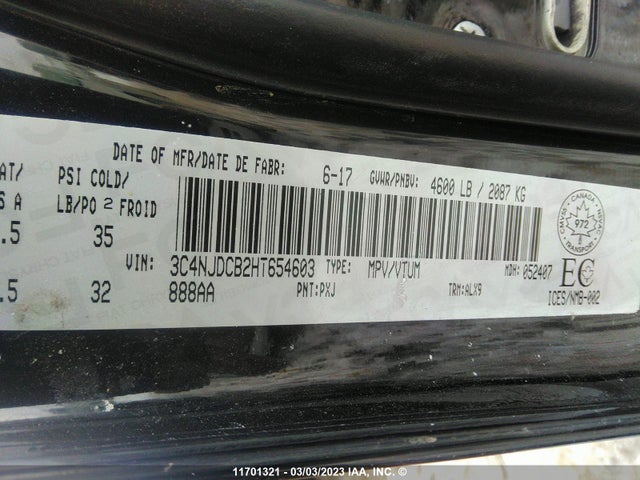 DATE OF MFR/DATE DE FABR: 6-17 GVWR/PNBV: 4600 LB / 2087 KG
AT/ PSI COLD/
S A LB/PO 2 FROID
.5 35
VIN: 3C4NJDCB2HT654603 TYPE: MPV/VTUM MDH: 052407
.5 32 888AA PNT:PXJ TRM:ALX9
CANADA
972
TRANSPORT
EC
ICES/NMB-002
11701321 - 03/03/2023 IAA, Inc. ©